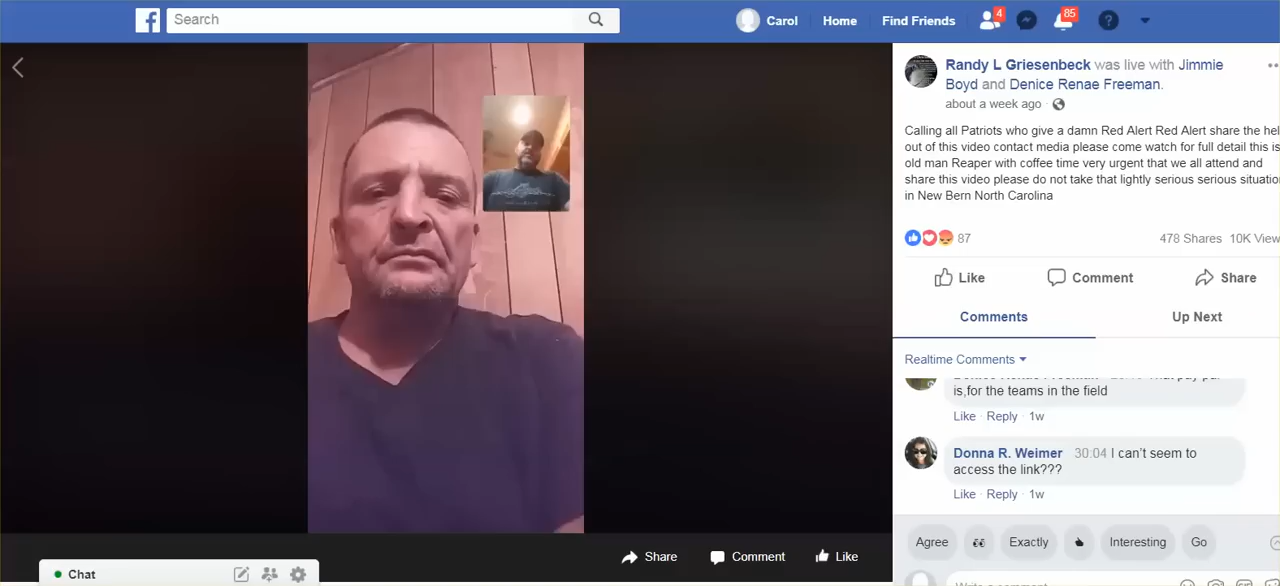 f
Search
Carol
Home
Find Friends
4
85
?
Randy L Griesenbeck was live with Jimmie
Boyd and Denice Renae Freeman.
about a week ago ·
Calling all Patriots who give a damn Red Alert Red Alert share the hel
out of this video contact media please come watch for full detail this is
old man Reaper with coffee time very urgent that we all attend and
share this video please do not take that lightly serious serious situatio
in New Bern North Carolina
87
478 Shares 10K View
Like
Comment
Share
Comments
Up Next
Realtime Comments
is,for the teams in the field
Like · Reply · 1w
Donna R. Weimer 30:04 I can't seem to
access the link???
Like · Reply · 1w
Agree
Exactly
Interesting
Go
Write a comment
Share
Comment
Like
Chat